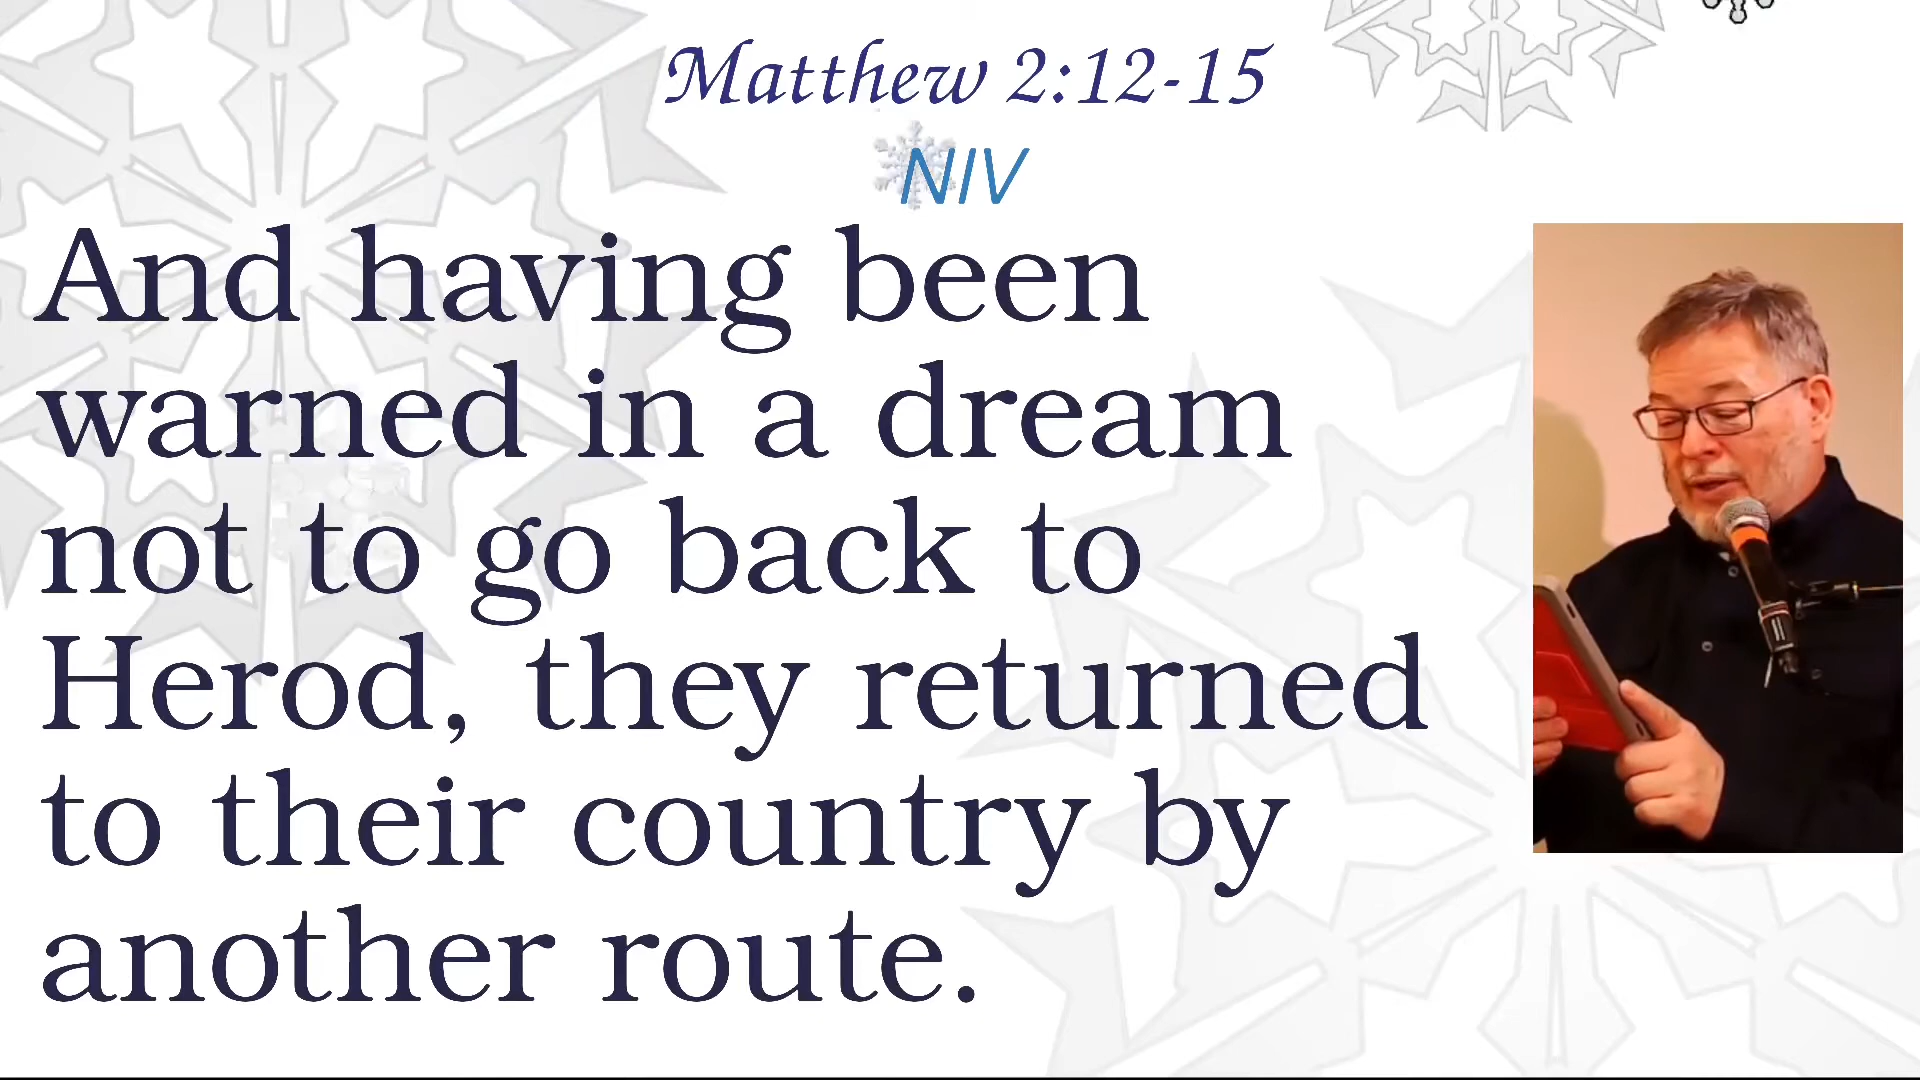 Matthew 2:12-15
NIV
And having been
warned in a dream
not to go back to
Herod, they returned
to their country by
another route.